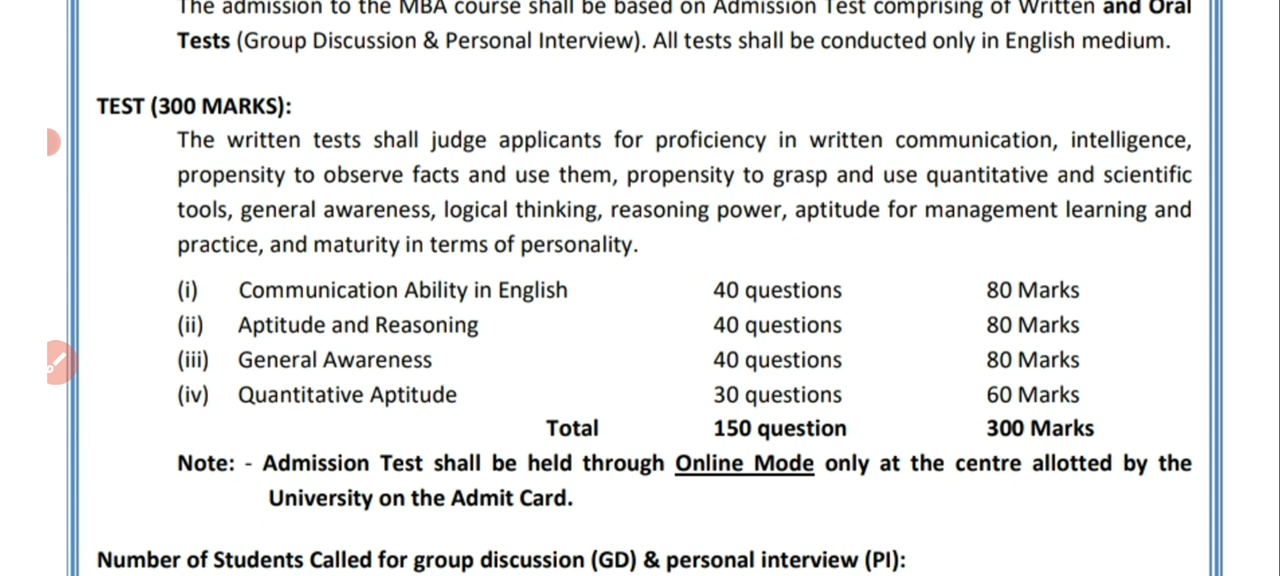 The admission to the MBA course shall be based on Admission Test comprising of Written and Oral
Tests (Group Discussion & Personal Interview). All tests shall be conducted only in English medium.
TEST (300 MARKS):
The written tests shall judge applicants for proficiency in written communication, intelligence,
propensity to observe facts and use them, propensity to grasp and use quantitative and scientific
tools, general awareness, logical thinking, reasoning power, aptitude for management learning and
practice, and maturity in terms of personality.
(i) Communication Ability in English 40 questions 80 Marks
(ii) Aptitude and Reasoning 40 questions 80 Marks
(iii) General Awareness 40 questions 80 Marks
(iv) Quantitative Aptitude 30 questions 60 Marks
Total 150 question 300 Marks
Note: - Admission Test shall be held through Online Mode only at the centre allotted by the
University on the Admit Card.
Number of Students Called for group discussion (GD) & personal interview (PI):